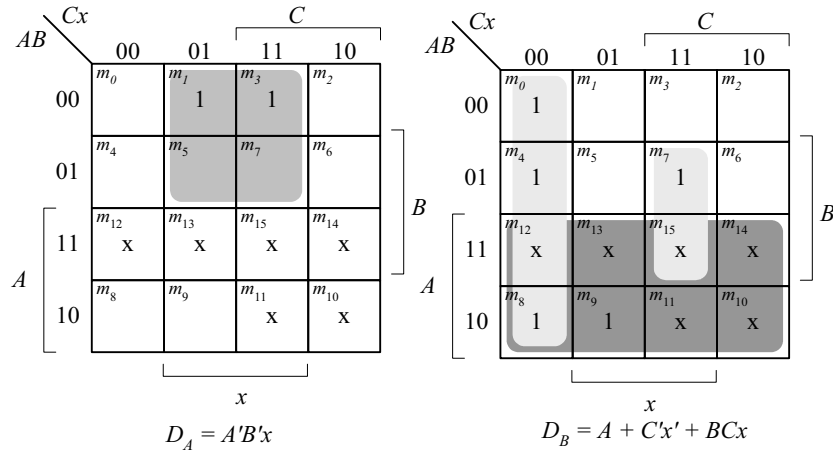 Cx C
AB 00 01 11 10
00 m0 m1 1 m3 1 m2
01 m4 m5 m7 m6
B
A
11 m12 x m13 x m15 x m14 x
10 m8 m9 m11 x m10 x
x
DA = A'B'x
Cx C
AB 00 01 11 10
00 m0 1 m1 m3 m2
01 m4 1 m5 m7 1 m6
B
A
11 m12 x m13 x m15 x m14 x
10 m8 1 m9 1 m11 x m10 x
x
DB = A + C'x' + BCx